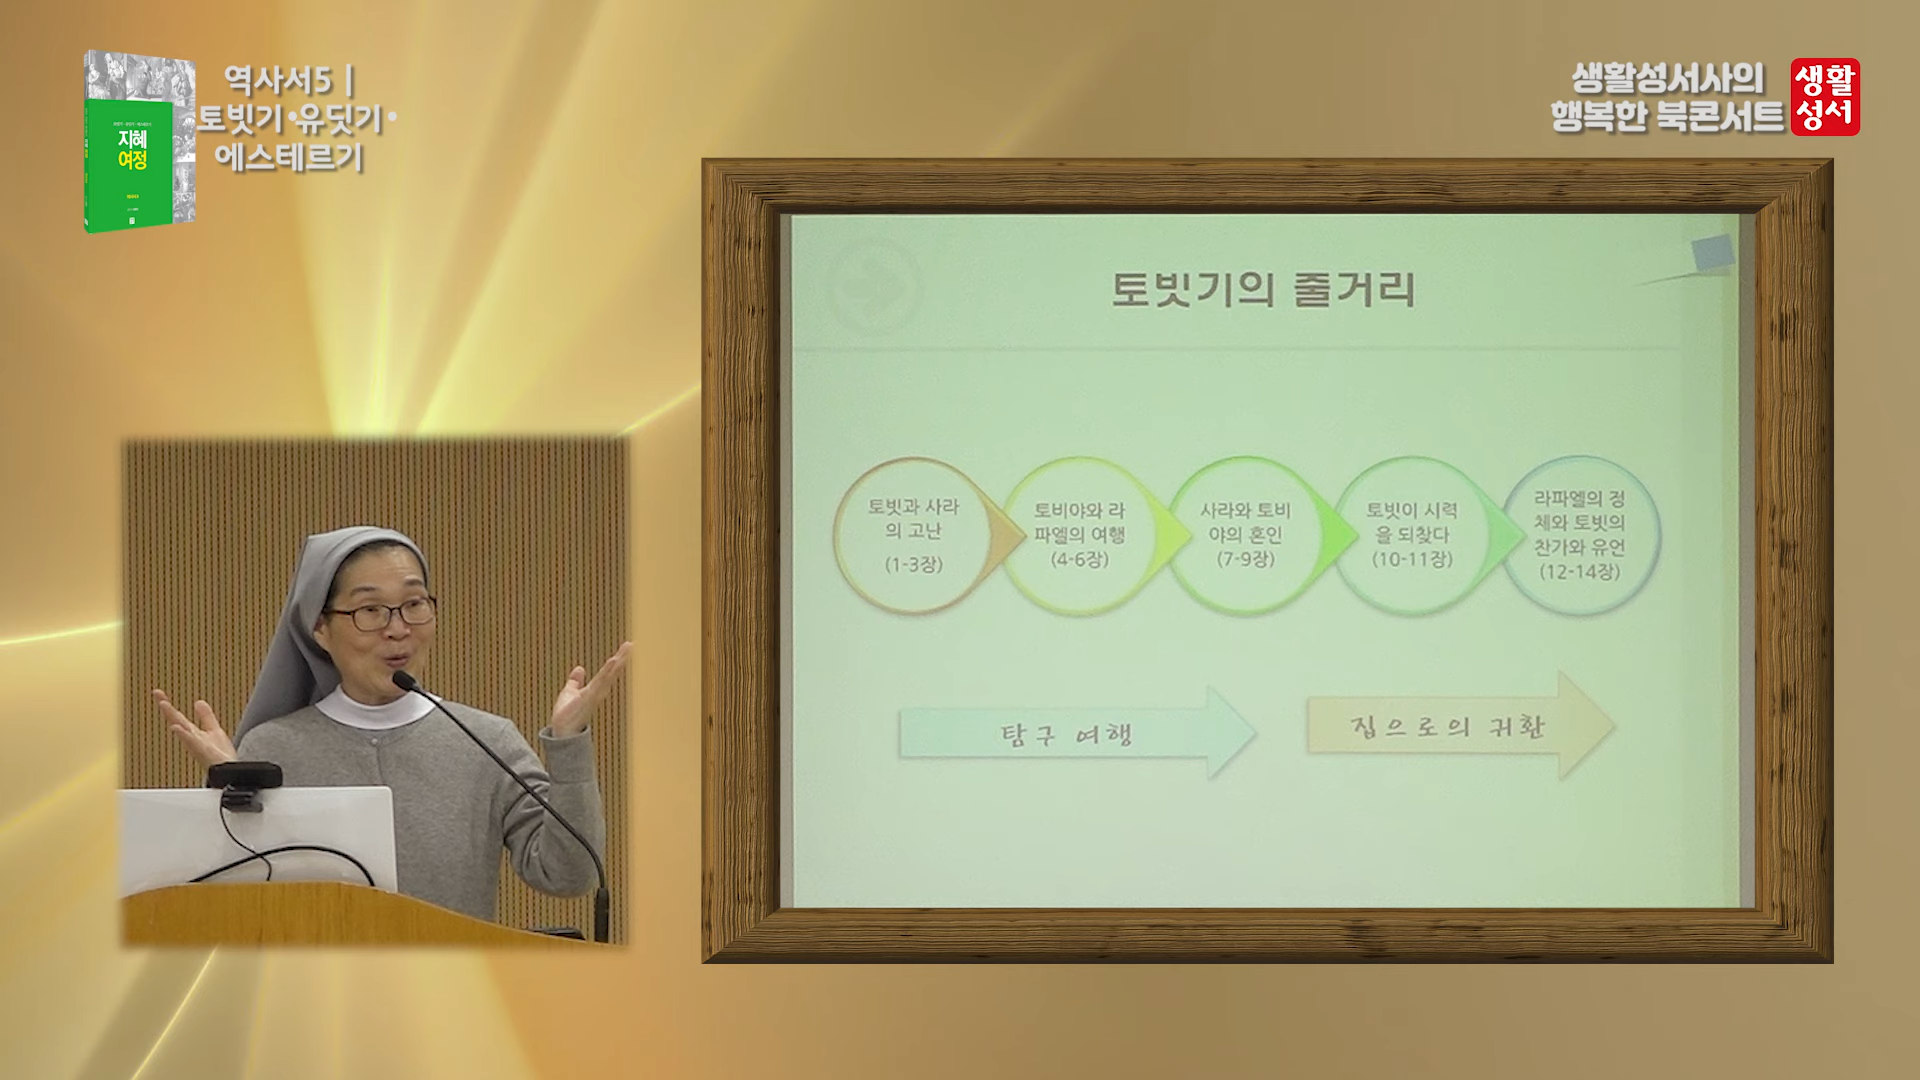 역사서5 |
토빗기·유딧기·
에스테르기
지혜
여정
생활성서사의
행복한 북콘서트
생활
성서
토빗기의 줄거리
토빗과 사라
의 고난
(1-3장)
토비야와 라
파엘의 여행
(4-6장)
사라와 토비
야의 혼인
(7-9장)
토빗이 시력
을 되찾다
(10-11장)
라파엘의 정
체와 토빗의
찬가와 유언
(12-14장)
탐구 여행
집으로의 귀환